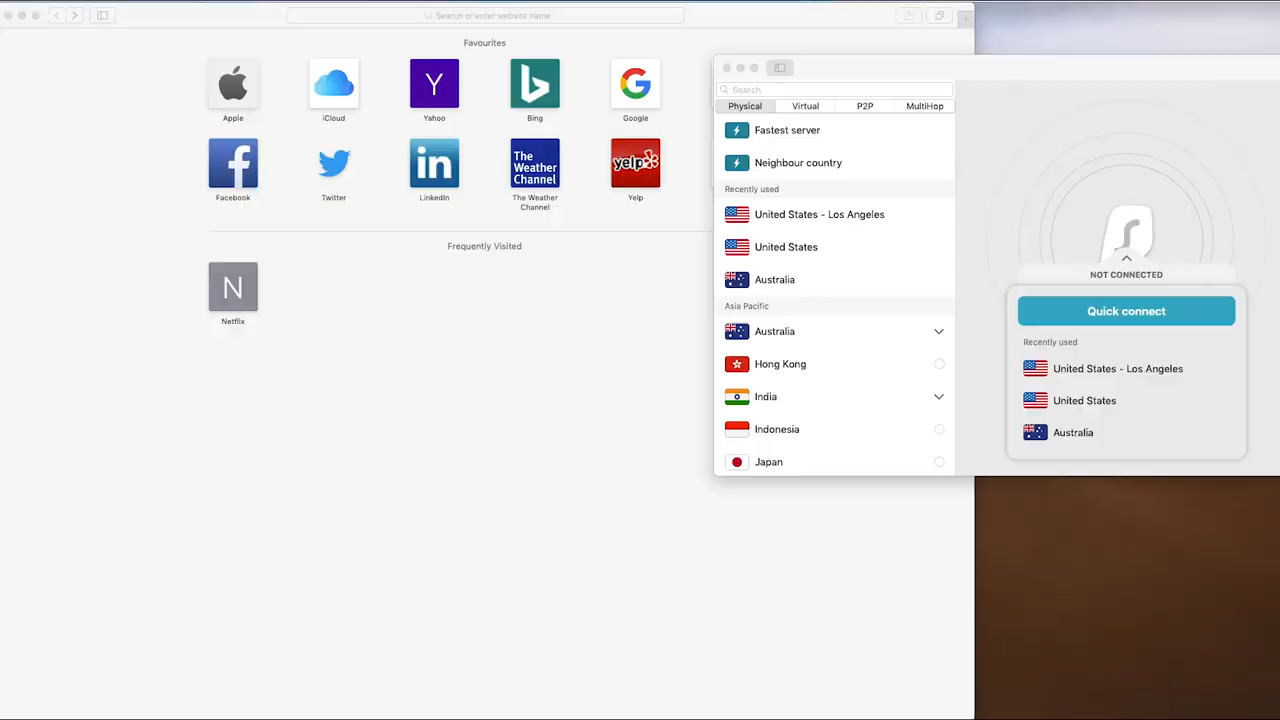 Search or enter website name
Favourites
Apple
iCloud
Y
Yahoo
Bing
Google
Facebook
Twitter
in
LinkedIn
The
Weather
Channel
The Weather
Channel
yelp
Yelp
Frequently Visited
N
Netflix
Search
Physical
Virtual
P2P
MultiHop
Fastest server
Neighbour country
Recently used
United States - Los Angeles
United States
Australia
Asia Pacific
Australia
Hong Kong
India
Indonesia
Japan
NOT CONNECTED
Quick connect
Recently used
United States - Los Angeles
United States
Australia